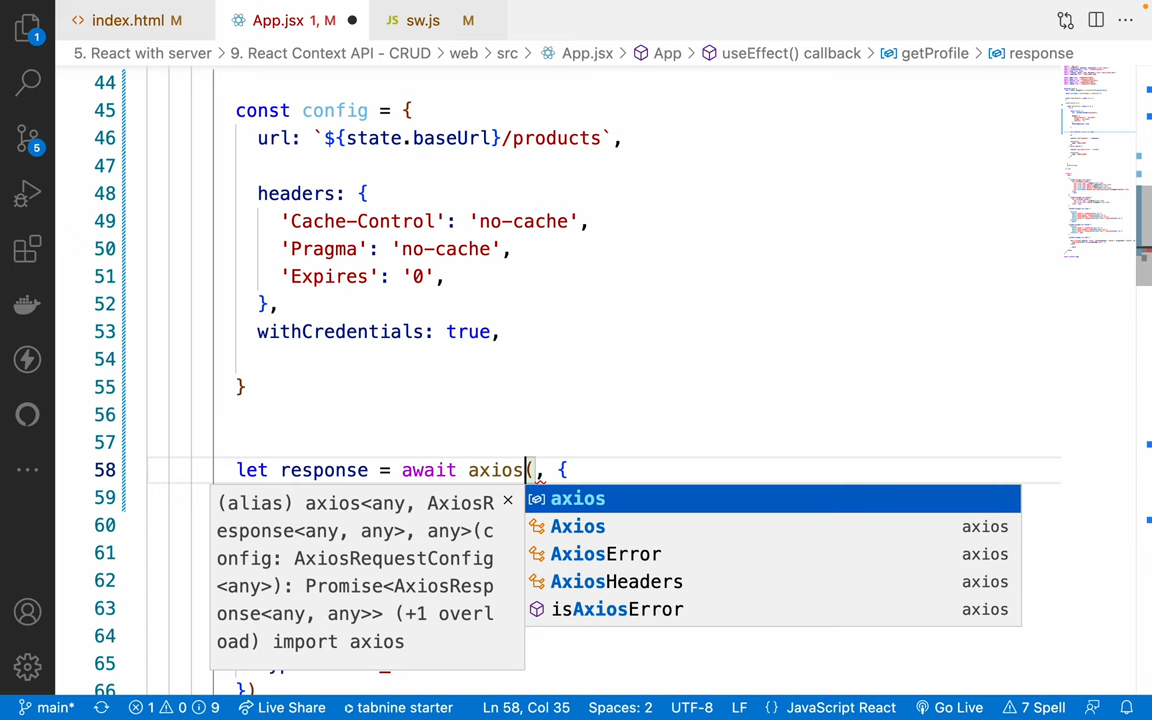 index.html M
App.jsx 1, M
JS sw.js M
5. React with server > 9. React Context API - CRUD > web > src > App.jsx > App > useEffect() callback > getProfile > response
44
45 const config = {
46 url: `${state.baseUrl}/products`,
47
48 headers: {
49 'Cache-Control': 'no-cache',
50 'Pragma': 'no-cache',
51 'Expires': '0',
52 },
53 withCredentials: true,
54
55 }
56
57
58 let response = await axios(, {
59
60
61
62
63
64
65
66 })
(alias) axios<any, AxiosR
esponse<any, any>, any>(c
onfig: AxiosRequestConfig
<any>): Promise<AxiosResp
onse<any, any>> (+1 overl
oad) import axios
axios
Axios axios
AxiosError axios
AxiosHeaders axios
isAxiosError axios
1
5
main* 1 0 9 Live Share tabnine starter Ln 58, Col 35 Spaces: 2 UTF-8 LF {} JavaScript React Go Live 7 Spell